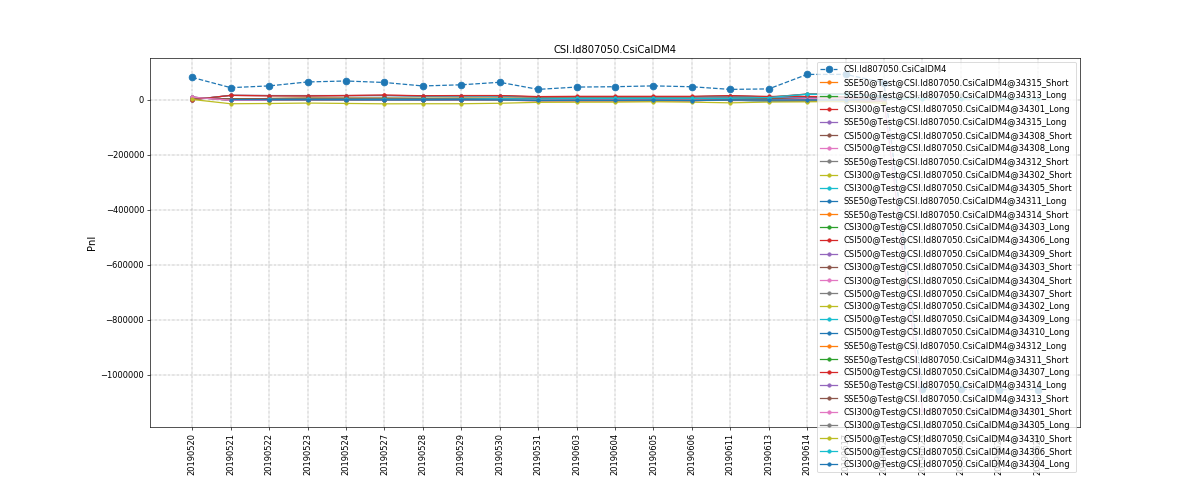 CSI.Id807050.CsiCalDM4
Pnl
0
−200000
−400000
−600000
−800000
−1000000
20190520
20190521
20190522
20190523
20190524
20190527
20190528
20190529
20190530
20190531
20190603
20190604
20190605
20190606
20190611
20190613
20190614
CSI.Id807050.CsiCalDM4
SSE50@Test@CSI.Id807050.CsiCalDM4@34315_Short
SSE50@Test@CSI.Id807050.CsiCalDM4@34313_Long
CSI300@Test@CSI.Id807050.CsiCalDM4@34301_Long
SSE50@Test@CSI.Id807050.CsiCalDM4@34315_Long
CSI500@Test@CSI.Id807050.CsiCalDM4@34308_Short
CSI500@Test@CSI.Id807050.CsiCalDM4@34308_Long
SSE50@Test@CSI.Id807050.CsiCalDM4@34312_Short
CSI300@Test@CSI.Id807050.CsiCalDM4@34302_Short
CSI300@Test@CSI.Id807050.CsiCalDM4@34305_Short
SSE50@Test@CSI.Id807050.CsiCalDM4@34311_Long
SSE50@Test@CSI.Id807050.CsiCalDM4@34314_Short
CSI300@Test@CSI.Id807050.CsiCalDM4@34303_Long
CSI500@Test@CSI.Id807050.CsiCalDM4@34306_Long
CSI500@Test@CSI.Id807050.CsiCalDM4@34309_Short
CSI300@Test@CSI.Id807050.CsiCalDM4@34303_Short
CSI300@Test@CSI.Id807050.CsiCalDM4@34304_Short
CSI500@Test@CSI.Id807050.CsiCalDM4@34307_Short
CSI300@Test@CSI.Id807050.CsiCalDM4@34302_Long
CSI500@Test@CSI.Id807050.CsiCalDM4@34309_Long
CSI500@Test@CSI.Id807050.CsiCalDM4@34310_Long
SSE50@Test@CSI.Id807050.CsiCalDM4@34312_Long
SSE50@Test@CSI.Id807050.CsiCalDM4@34311_Short
CSI500@Test@CSI.Id807050.CsiCalDM4@34307_Long
SSE50@Test@CSI.Id807050.CsiCalDM4@34314_Long
SSE50@Test@CSI.Id807050.CsiCalDM4@34313_Short
CSI300@Test@CSI.Id807050.CsiCalDM4@34301_Short
CSI300@Test@CSI.Id807050.CsiCalDM4@34305_Long
CSI500@Test@CSI.Id807050.CsiCalDM4@34310_Short
CSI500@Test@CSI.Id807050.CsiCalDM4@34306_Short
CSI300@Test@CSI.Id807050.CsiCalDM4@34304_Long